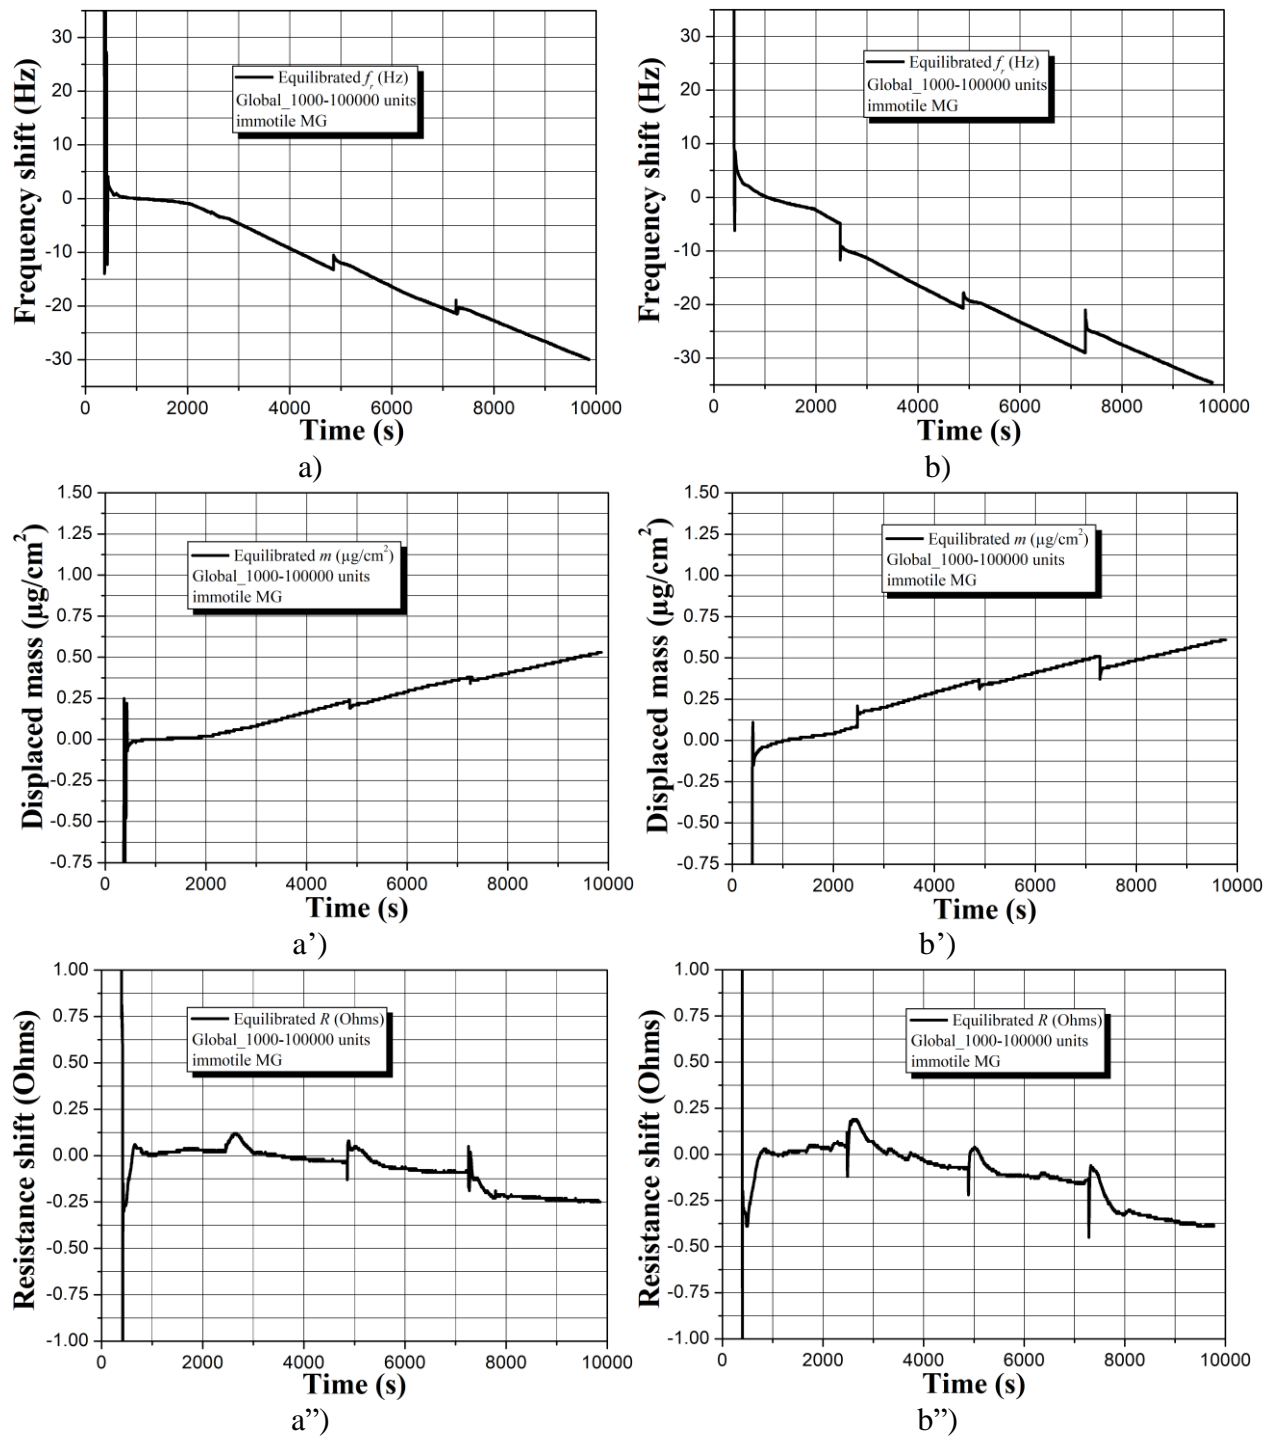 Frequency shift (Hz)
30
20
10
0
-10
-20
-30
Equilibrated fr (Hz)
Global_1000-100000 units
immotile MG
0 2000 4000 6000 8000 10000
Time (s)
a)
Frequency shift (Hz)
30
20
10
0
-10
-20
-30
Equilibrated fr (Hz)
Global_1000-100000 units
immotile MG
0 2000 4000 6000 8000 10000
Time (s)
b)
Displaced mass (µg/cm²)
1.50
1.25
1.00
0.75
0.50
0.25
0.00
-0.25
-0.50
-0.75
Equilibrated m (µg/cm²)
Global_1000-100000 units
immotile MG
0 2000 4000 6000 8000 10000
Time (s)
a’)
Displaced mass (µg/cm²)
1.50
1.25
1.00
0.75
0.50
0.25
0.00
-0.25
-0.50
-0.75
Equilibrated m (µg/cm²)
Global_1000-100000 units
immotile MG
0 2000 4000 6000 8000 10000
Time (s)
b’)
Resistance shift (Ohms)
1.00
0.75
0.50
0.25
0.00
-0.25
-0.50
-0.75
-1.00
Equilibrated R (Ohms)
Global_1000-100000 units
immotile MG
0 2000 4000 6000 8000 10000
Time (s)
a”)
Resistance shift (Ohms)
1.00
0.75
0.50
0.25
0.00
-0.25
-0.50
-0.75
-1.00
Equilibrated R (Ohms)
Global_1000-100000 units
immotile MG
0 2000 4000 6000 8000 10000
Time (s)
b”)